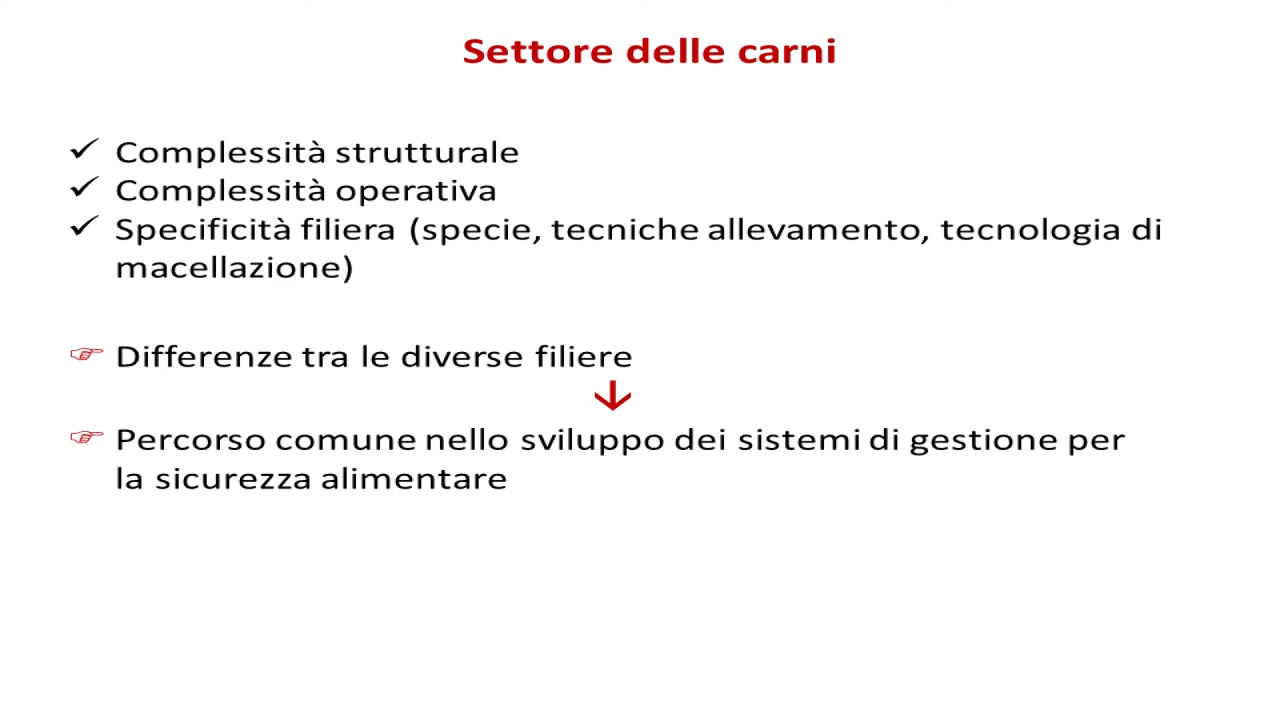 Settore delle carni
✓ Complessità strutturale
✓ Complessità operativa
✓ Specificità filiera (specie, tecniche allevamento, tecnologia di
macellazione)
☞ Differenze tra le diverse filiere
↓
☞ Percorso comune nello sviluppo dei sistemi di gestione per
la sicurezza alimentare